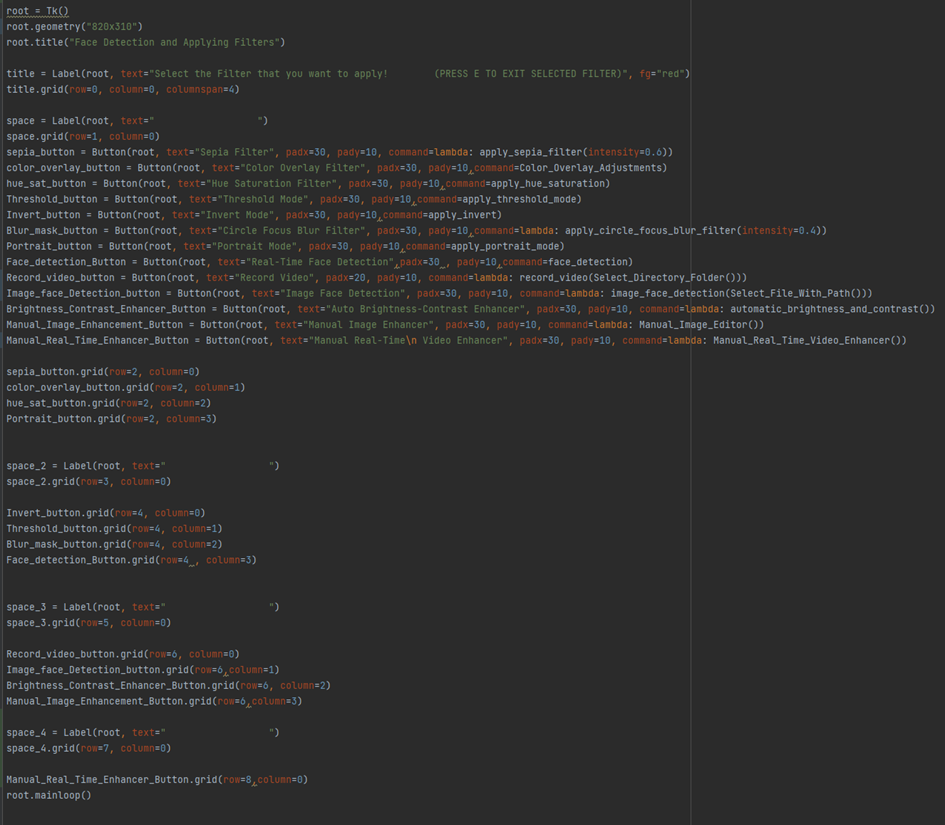 root = Tk()
root.geometry("820x310")
root.title("Face Detection and Applying Filters")
title = Label(root, text="Select the Filter that you want to apply!        (PRESS E TO EXIT SELECTED FILTER)", fg="red")
title.grid(row=0, column=0, columnspan=4)
space = Label(root, text="                  ")
space.grid(row=1, column=0)
sepia_button = Button(root, text="Sepia Filter", padx=30, pady=10, command=lambda: apply_sepia_filter(intensity=0.6))
color_overlay_button = Button(root, text="Color Overlay Filter", padx=30, pady=10,command=Color_Overlay_Adjustments)
hue_sat_button = Button(root, text="Hue Saturation Filter", padx=30, pady=10,command=apply_hue_saturation)
Threshold_button = Button(root, text="Threshold Mode", padx=30, pady=10,command=apply_threshold_mode)
Invert_button = Button(root, text="Invert Mode", padx=30, pady=10,command=apply_invert)
Blur_mask_button = Button(root, text="Circle Focus Blur Filter", padx=30, pady=10,command=lambda: apply_circle_focus_blur_filter(intensity=0.4))
Portrait_button = Button(root, text="Portrait Mode", padx=30, pady=10,command=apply_portrait_mode)
Face_detection_Button = Button(root, text="Real-Time Face Detection",padx=30 , pady=10,command=face_detection)
Record_video_button = Button(root, text="Record Video", padx=20, pady=10, command=lambda: record_video(Select_Directory_Folder()))
Image_face_Detection_button = Button(root, text="Image Face Detection", padx=30, pady=10, command=lambda: image_face_detection(Select_File_With_Path()))
Brightness_Contrast_Enhancer_Button = Button(root, text="Auto Brightness-Contrast Enhancer", padx=30, pady=10, command=lambda: automatic_brightness_and_contrast())
Manual_Image_Enhancement_Button = Button(root, text="Manual Image Enhancer", padx=30, pady=10, command=lambda: Manual_Image_Editor())
Manual_Real_Time_Enhancer_Button = Button(root, text="Manual Real-Time\n Video Enhancer", padx=30, pady=10, command=lambda: Manual_Real_Time_Video_Enhancer())
sepia_button.grid(row=2, column=0)
color_overlay_button.grid(row=2, column=1)
hue_sat_button.grid(row=2, column=2)
Portrait_button.grid(row=2, column=3)
space_2 = Label(root, text="                  ")
space_2.grid(row=3, column=0)
Invert_button.grid(row=4, column=0)
Threshold_button.grid(row=4, column=1)
Blur_mask_button.grid(row=4, column=2)
Face_detection_Button.grid(row=4 , column=3)
space_3 = Label(root, text="                  ")
space_3.grid(row=5, column=0)
Record_video_button.grid(row=6, column=0)
Image_face_Detection_button.grid(row=6,column=1)
Brightness_Contrast_Enhancer_Button.grid(row=6, column=2)
Manual_Image_Enhancement_Button.grid(row=6,column=3)
space_4 = Label(root, text="                  ")
space_4.grid(row=7, column=0)
Manual_Real_Time_Enhancer_Button.grid(row=8,column=0)
root.mainloop()